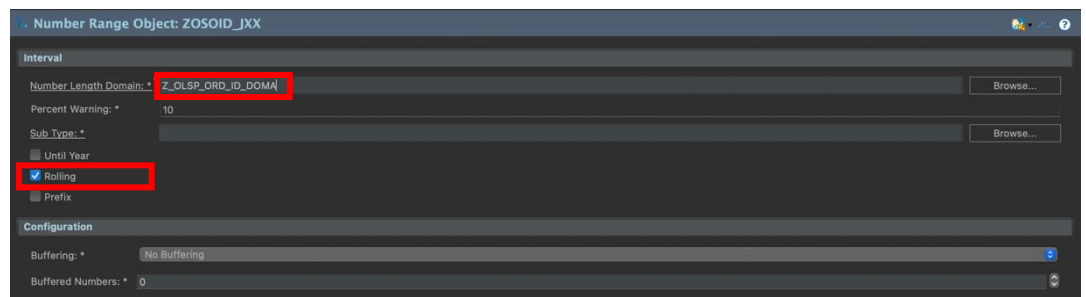 Number Range Object: ZOSOID_JXX
Interval
Number Length Domain: * Z_OLSP_ORD_ID_DOMA Browse...
Percent Warning: * 10
Sub Type: * Browse...
Until Year
Rolling
Prefix
Configuration
Buffering: * No Buffering
Buffered Numbers: * 0